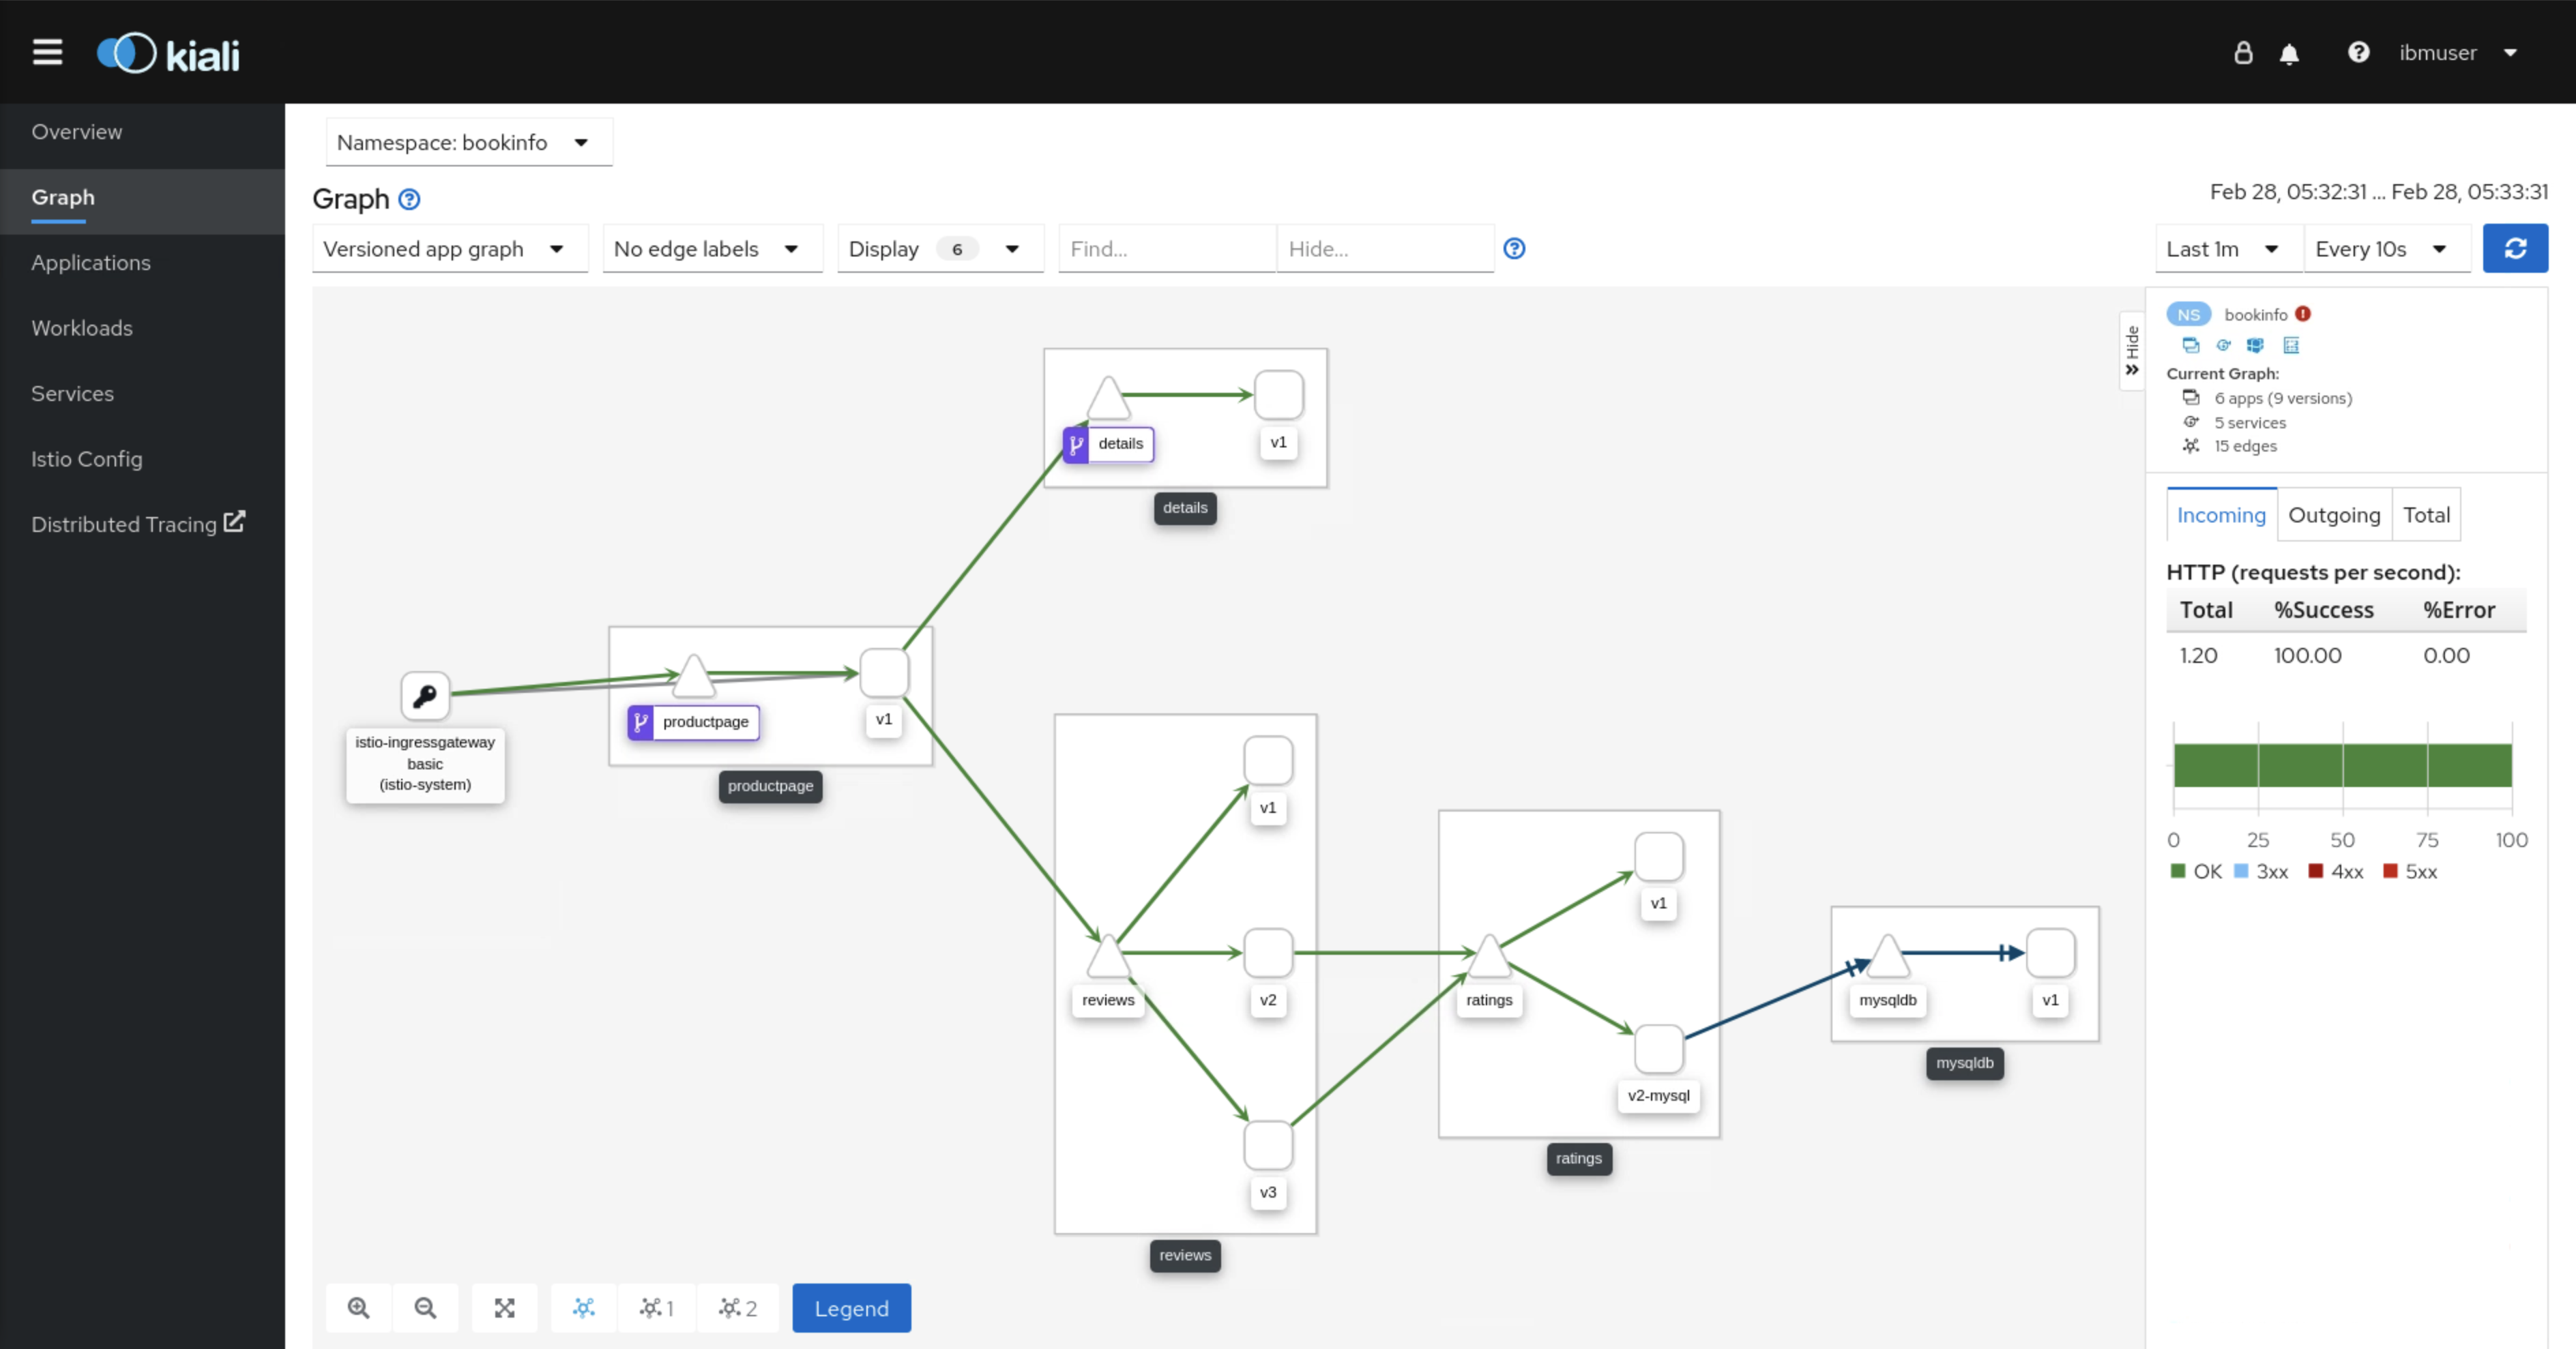 kiali
ibmuser
Overview
Graph
Applications
Workloads
Services
Istio Config
Distributed Tracing
Namespace: bookinfo
Graph
Feb 28, 05:32:31 ... Feb 28, 05:33:31
Versioned app graph
No edge labels
Display 6
Find...
Hide...
Last 1m
Every 10s
details
v1
details
istio-ingressgateway
basic
(istio-system)
productpage
v1
productpage
v1
reviews
v2
v3
reviews
v1
ratings
v2-mysql
ratings
mysqldb
v1
mysqldb
1
2
Legend
Hide
NS bookinfo
Current Graph:
6 apps (9 versions)
5 services
15 edges
Incoming Outgoing Total
HTTP (requests per second):
Total %Success %Error
1.20 100.00 0.00
0 25 50 75 100
OK 3xx 4xx 5xx